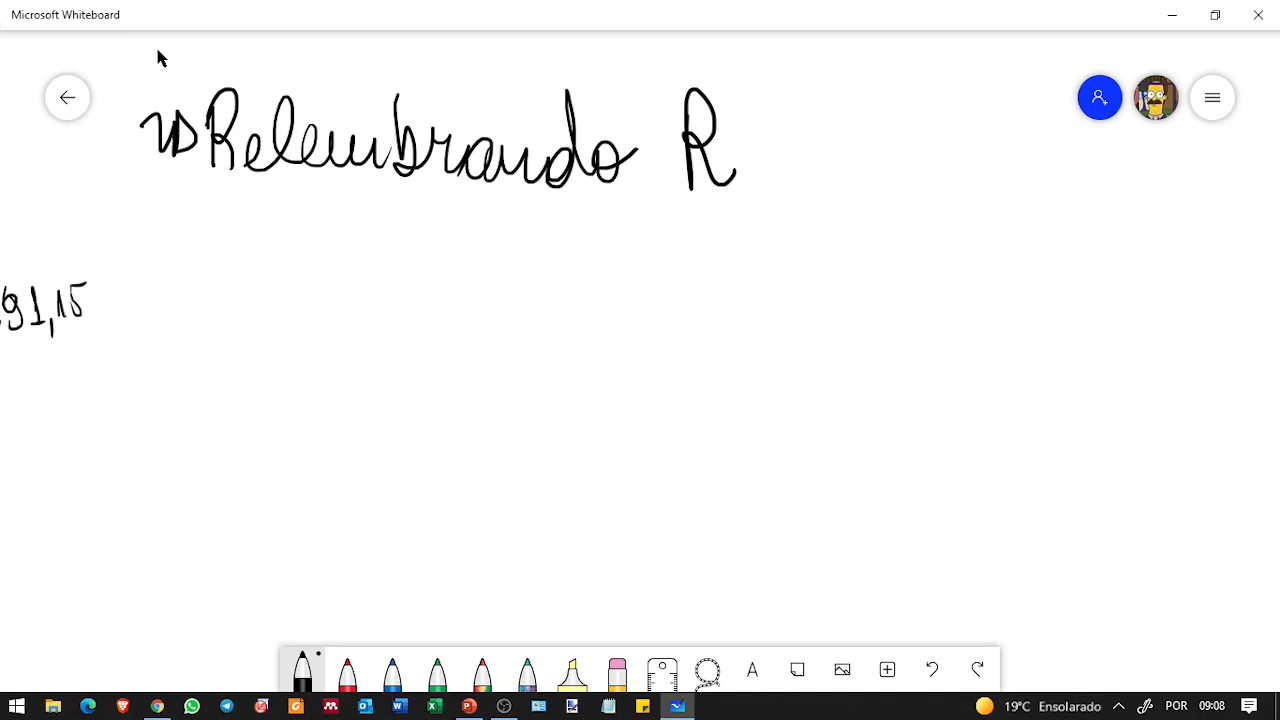 Microsoft Whiteboard
Relembrando R
91,15
A
19°C Ensolarado
POR
09:08